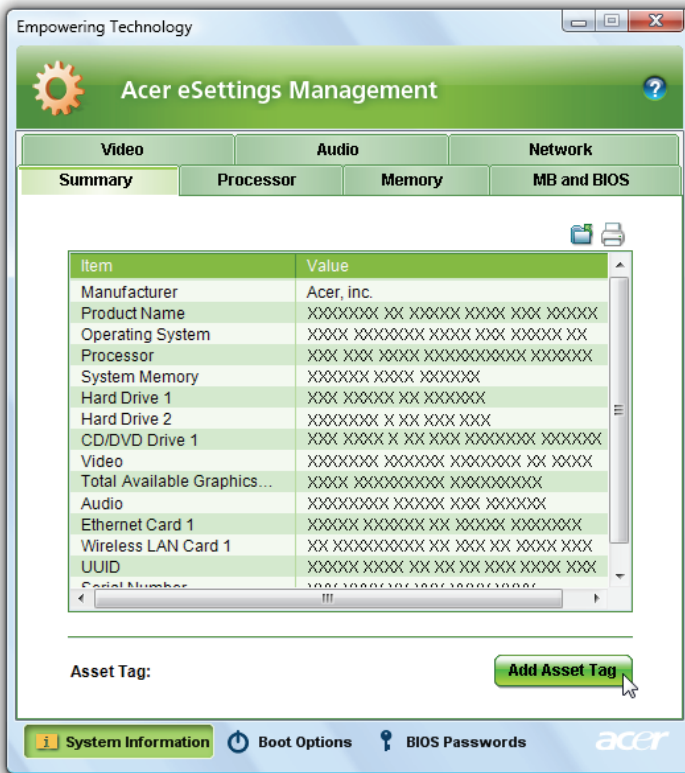 Empowering Technology
Acer eSettings Management
Video Audio Network
Summary Processor Memory MB and BIOS
Item Value
Manufacturer Acer, inc.
Product Name XXXXXXX XX XXXXX XXXX XXX XXXXX
Operating System XXXX XXXXXXX XXXX XXX XXXXX XX
Processor XXX XXX XXXX XXXXXXXXXX XXXXXX
System Memory XXXXXX XXXX XXXXXX
Hard Drive 1 XXXX XXXX XX XXXXXX
Hard Drive 2 XXXXXXX X XX XXX XXX
CD/DVD Drive 1 XXX XXXX X XX XXX XXXXXXX XXXXXX
Video XXXXXXXX XXXXXX XXXXXXX XX XXXX
Total Available Graphics... XXXX XXXXXXXXXX XXXXXXXXX
Audio XXXXXXXX XXXXX XXX XXXXXX
Ethernet Card 1 XXXXX XXXXXX XX XXXXX XXXXXXX
Wireless LAN Card 1 XX XXXXXXXXX XX XXX XX XXXX XXX
UUID XXXXX XXXX XX XX XX XXX XXXX XXX
Serial Number
Asset Tag: Add Asset Tag
System Information Boot Options BIOS Passwords acer